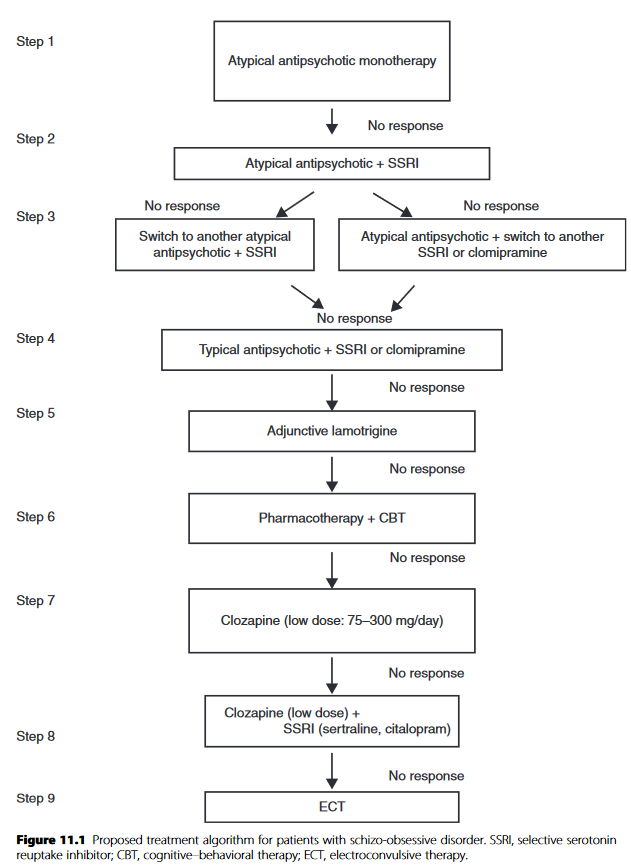 Step 1
Atypical antipsychotic monotherapy
No response
Step 2
Atypical antipsychotic + SSRI
No response
No response
Step 3
Switch to another atypical
antipsychotic + SSRI
Atypical antipsychotic + switch to another
SSRI or clomipramine
No response
Step 4
Typical antipsychotic + SSRI or clomipramine
No response
Step 5
Adjunctive lamotrigine
No response
Step 6
Pharmacotherapy + CBT
No response
Step 7
Clozapine (low dose: 75–300 mg/day)
No response
Clozapine (low dose) +
SSRI (sertraline, citalopram)
Step 8
No response
Step 9
ECT
Figure 11.1 Proposed treatment algorithm for patients with schizo-obsessive disorder. SSRI, selective serotonin
reuptake inhibitor; CBT, cognitive–behavioral therapy; ECT, electroconvulsive therapy.